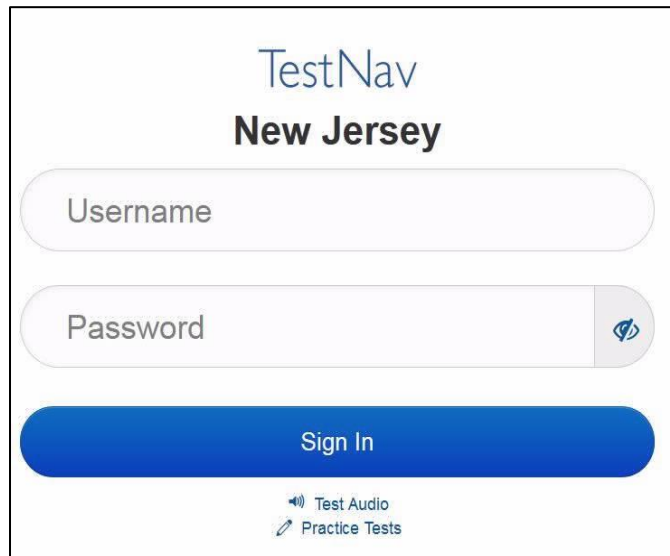 TestNav
New Jersey
Username
Password
Sign In
Test Audio
Practice Tests